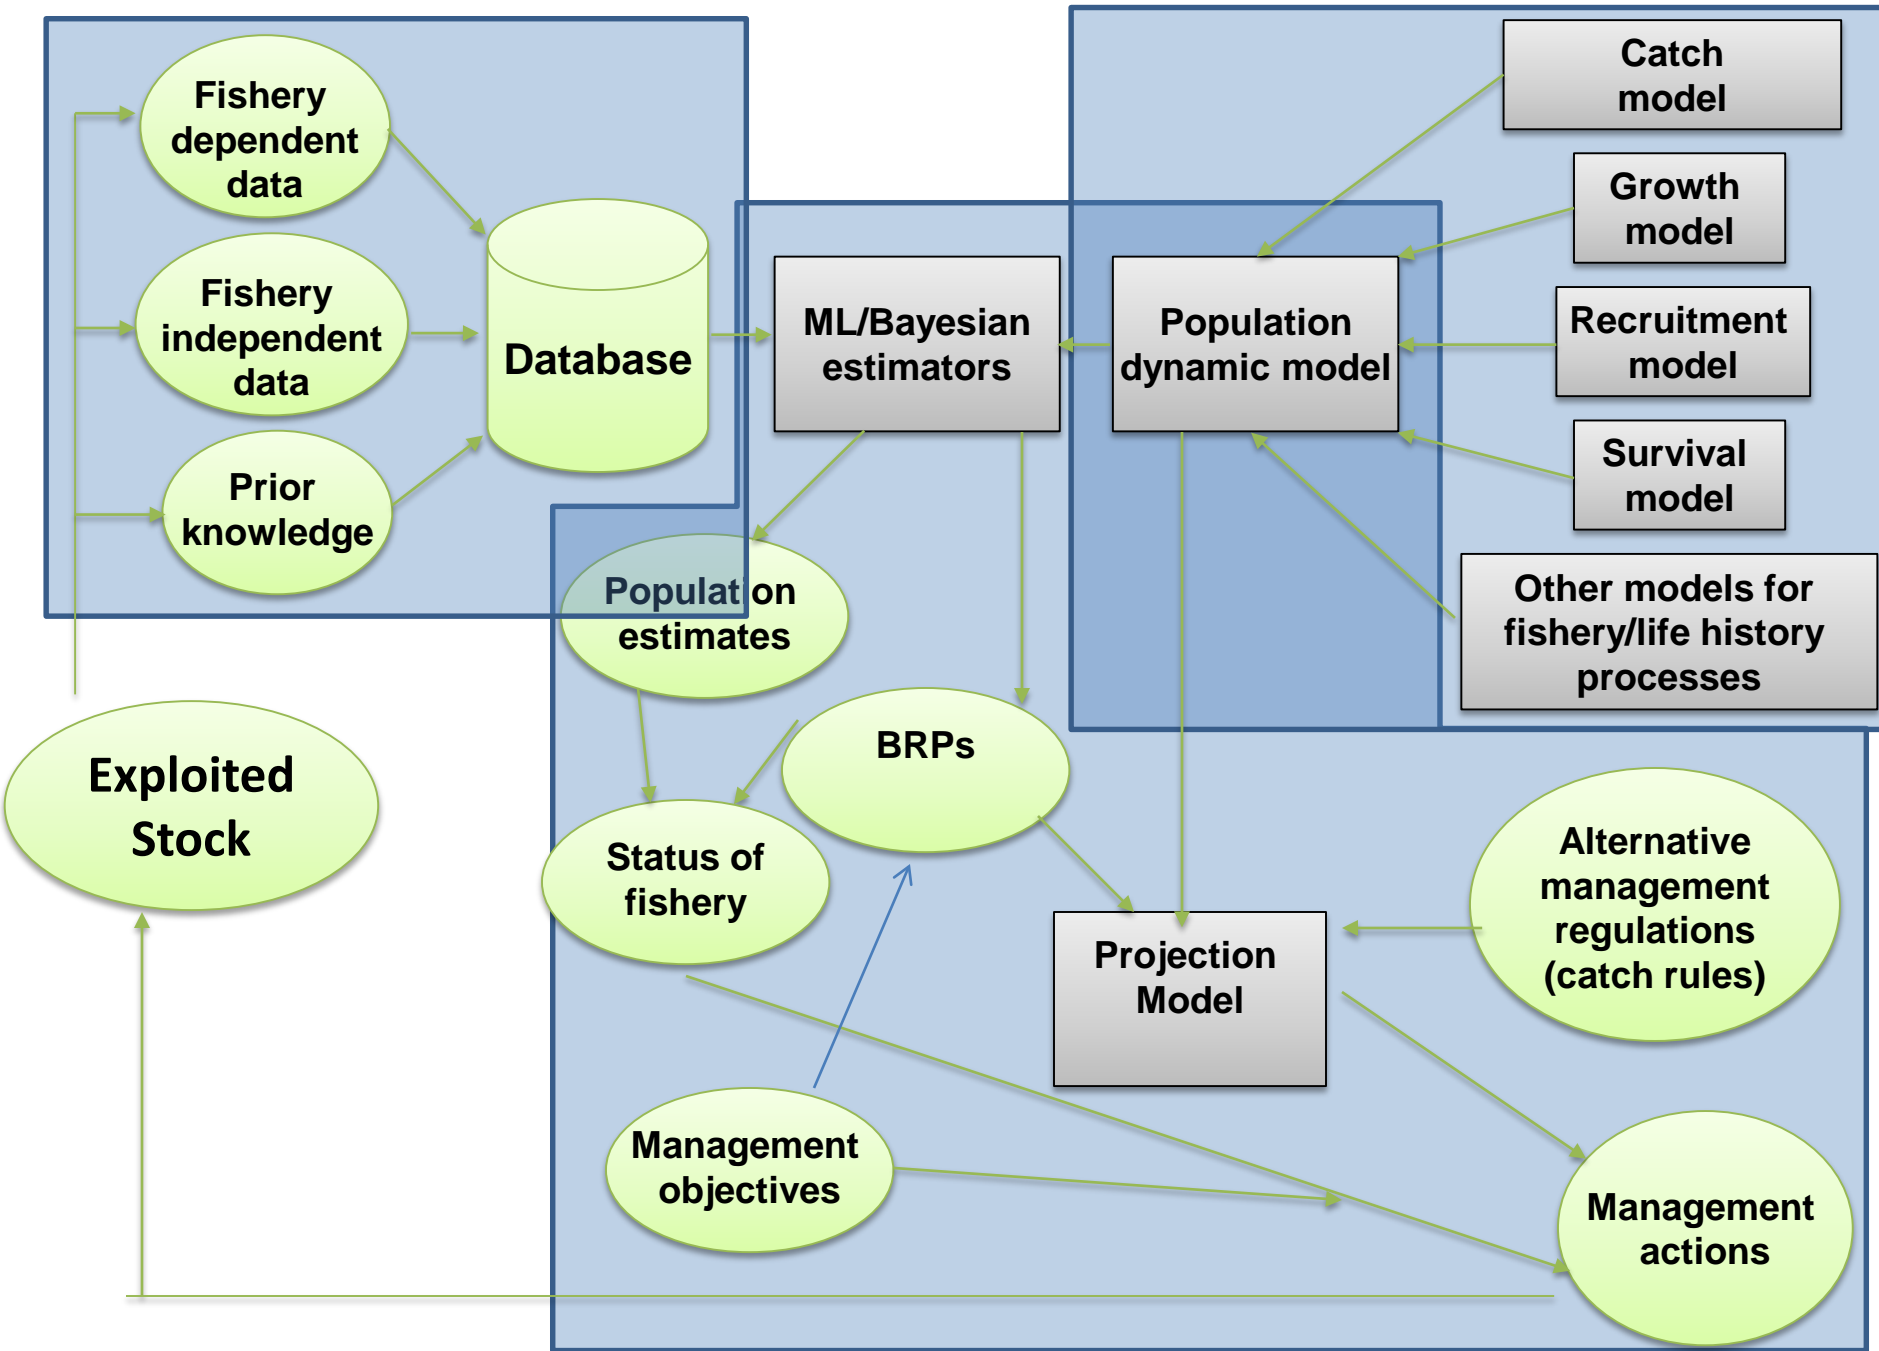 Fishery
dependent
data
Fishery
independent
data
Prior
knowledge
Database
ML/Bayesian
estimators
Population
dynamic model
Catch
model
Growth
model
Recruitment
model
Survival
model
Other models for
fishery/life history
processes
Population
estimates
Exploited
Stock
BRPs
Status of
fishery
Projection
Model
Alternative
management
regulations
(catch rules)
Management
objectives
Management
actions